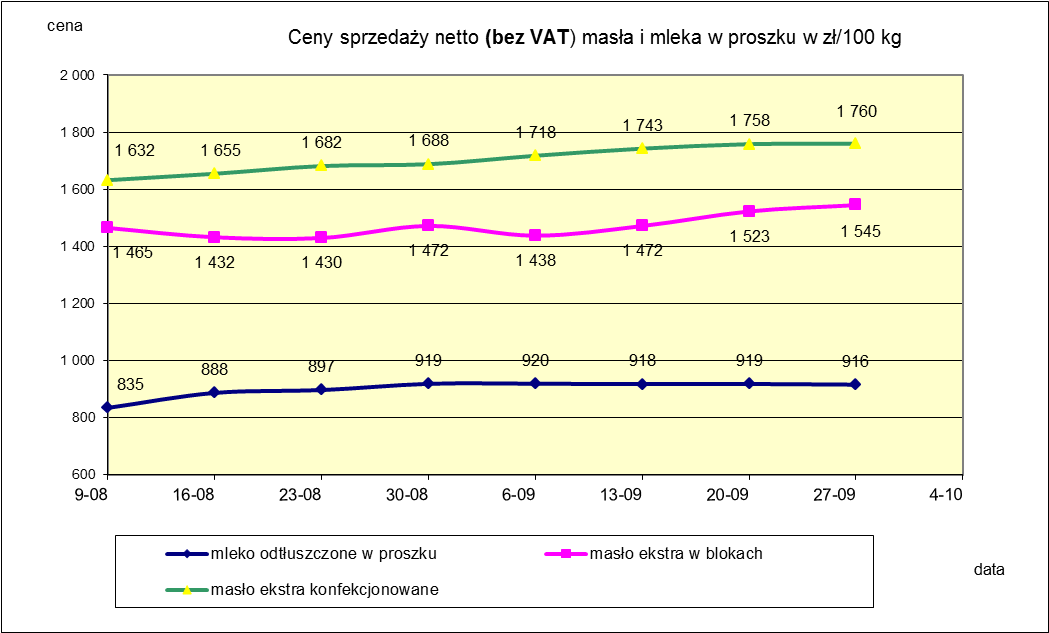 cena
Ceny sprzedaży netto (bez VAT) masła i mleka w proszku w zł/100 kg
2 000
1 800
1 600
1 400
1 200
1 000
800
600
1 632 1 655 1 682 1 688 1 718 1 743 1 758 1 760
1 465 1 432 1 430 1 472 1 438 1 472 1 523 1 545
835 888 897 919 920 918 919 916
9-08 16-08 23-08 30-08 6-09 13-09 20-09 27-09 4-10
mleko odtłuszczone w proszku masło ekstra w blokach
masło ekstra konfekcjonowane
data